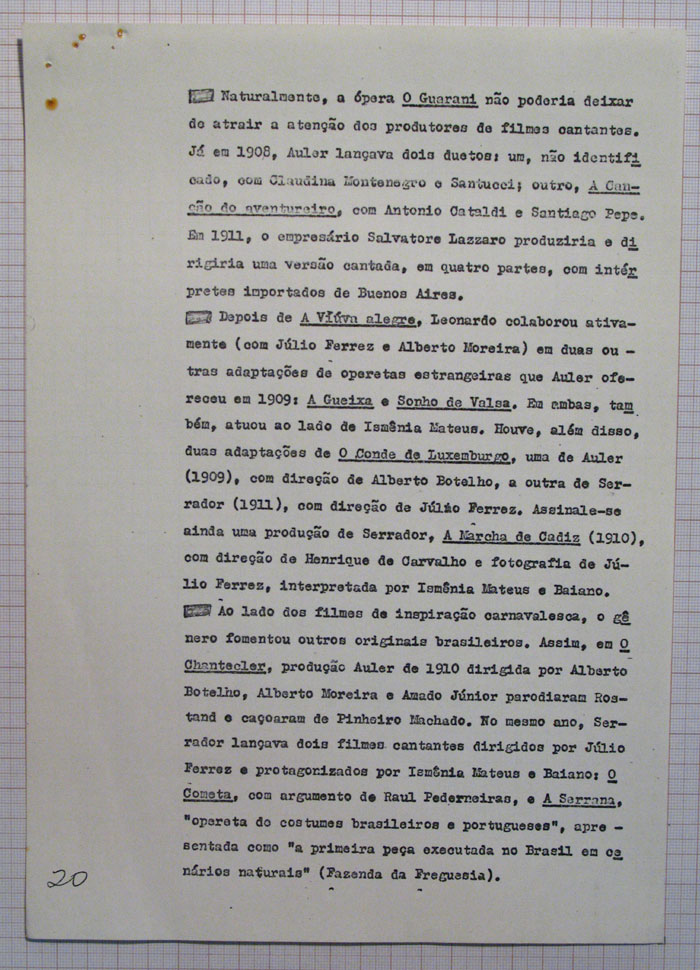 Naturalmente, a ópera O Guarani não poderia deixar
de atrair a atenção dos produtores de filmes cantantes.
Já em 1908, Auler lançava dois duetos: um, não identifi
cado, com Claudina Montenegro e Santucci; outro, A Can-
ção do aventureiro, com Antonio Cataldi e Santiago Pepe.
Em 1911, o empresário Salvatore Lazzaro produziria e di
rigiria uma versão cantada, em quatro partes, com intér
pretes importados de Buenos Aires.
Depois de A Viúva alegre, Leonardo colaborou ativa-
mente (com Júlio Ferrez e Alberto Moreira) em duas ou -
tras adaptações de operetas estrangeiras que Auler ofe-
receu em 1909: A Gueixa e Sonho de Valsa. Em ambas, tam
bém, atuou ao lado de Ismênia Mateus. Houve, além disso,
duas adaptações de O Conde de Luxemburgo, uma de Auler
(1909), com direção de Alberto Botelho, a outra de Ser-
rador (1911), com direção de Júlio Ferrez. Assinale-se
ainda uma produção de Serrador, A Marcha de Cadiz (1910),
com direção de Henrique de Carvalho e fotografia de Jú-
lio Ferrez, interpretada por Ismênia Mateus e Baiano.
Ao lado dos filmes de inspiração carnavalesca, o gê
nero fomentou outros originais brasileiros. Assim, em O
Chantecler, produção Auler de 1910 dirigida por Alberto
Botelho, Alberto Moreira e Amado Júnior parodiaram Ros-
tand e caçoaram de Pinheiro Machado. No mesmo ano, Ser-
rador lançava dois filmes cantantes dirigidos por Júlio
Ferrez e protagonizados por Ismênia Mateus e Baiano: O
Cometa, com argumento de Raul Pederneiras, e A Serrana,
"opereta de costumes brasileiros e portugueses", apre -
sentada como "a primeira peça executada no Brasil em ce
nários naturais" (Fazenda da Freguesia).
20